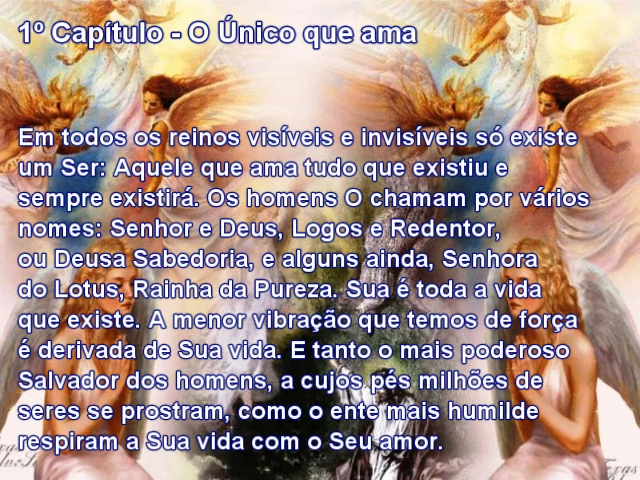 1º Capítulo - O Único que ama
Em todos os reinos visíveis e invisíveis só existe
um Ser: Aquele que ama tudo que existiu e
sempre existirá. Os homens O chamam por vários
nomes: Senhor e Deus, Logos e Redentor,
ou Deusa Sabedoria, e alguns ainda, Senhora
do Lotus, Rainha da Pureza. Sua é toda a vida
que existe. A menor vibração que temos de força
é derivada de Sua vida. E tanto o mais poderoso
Salvador dos homens, a cujos pés milhões de
seres se prostram, como o ente mais humilde
respiram a Sua vida com o Seu amor.